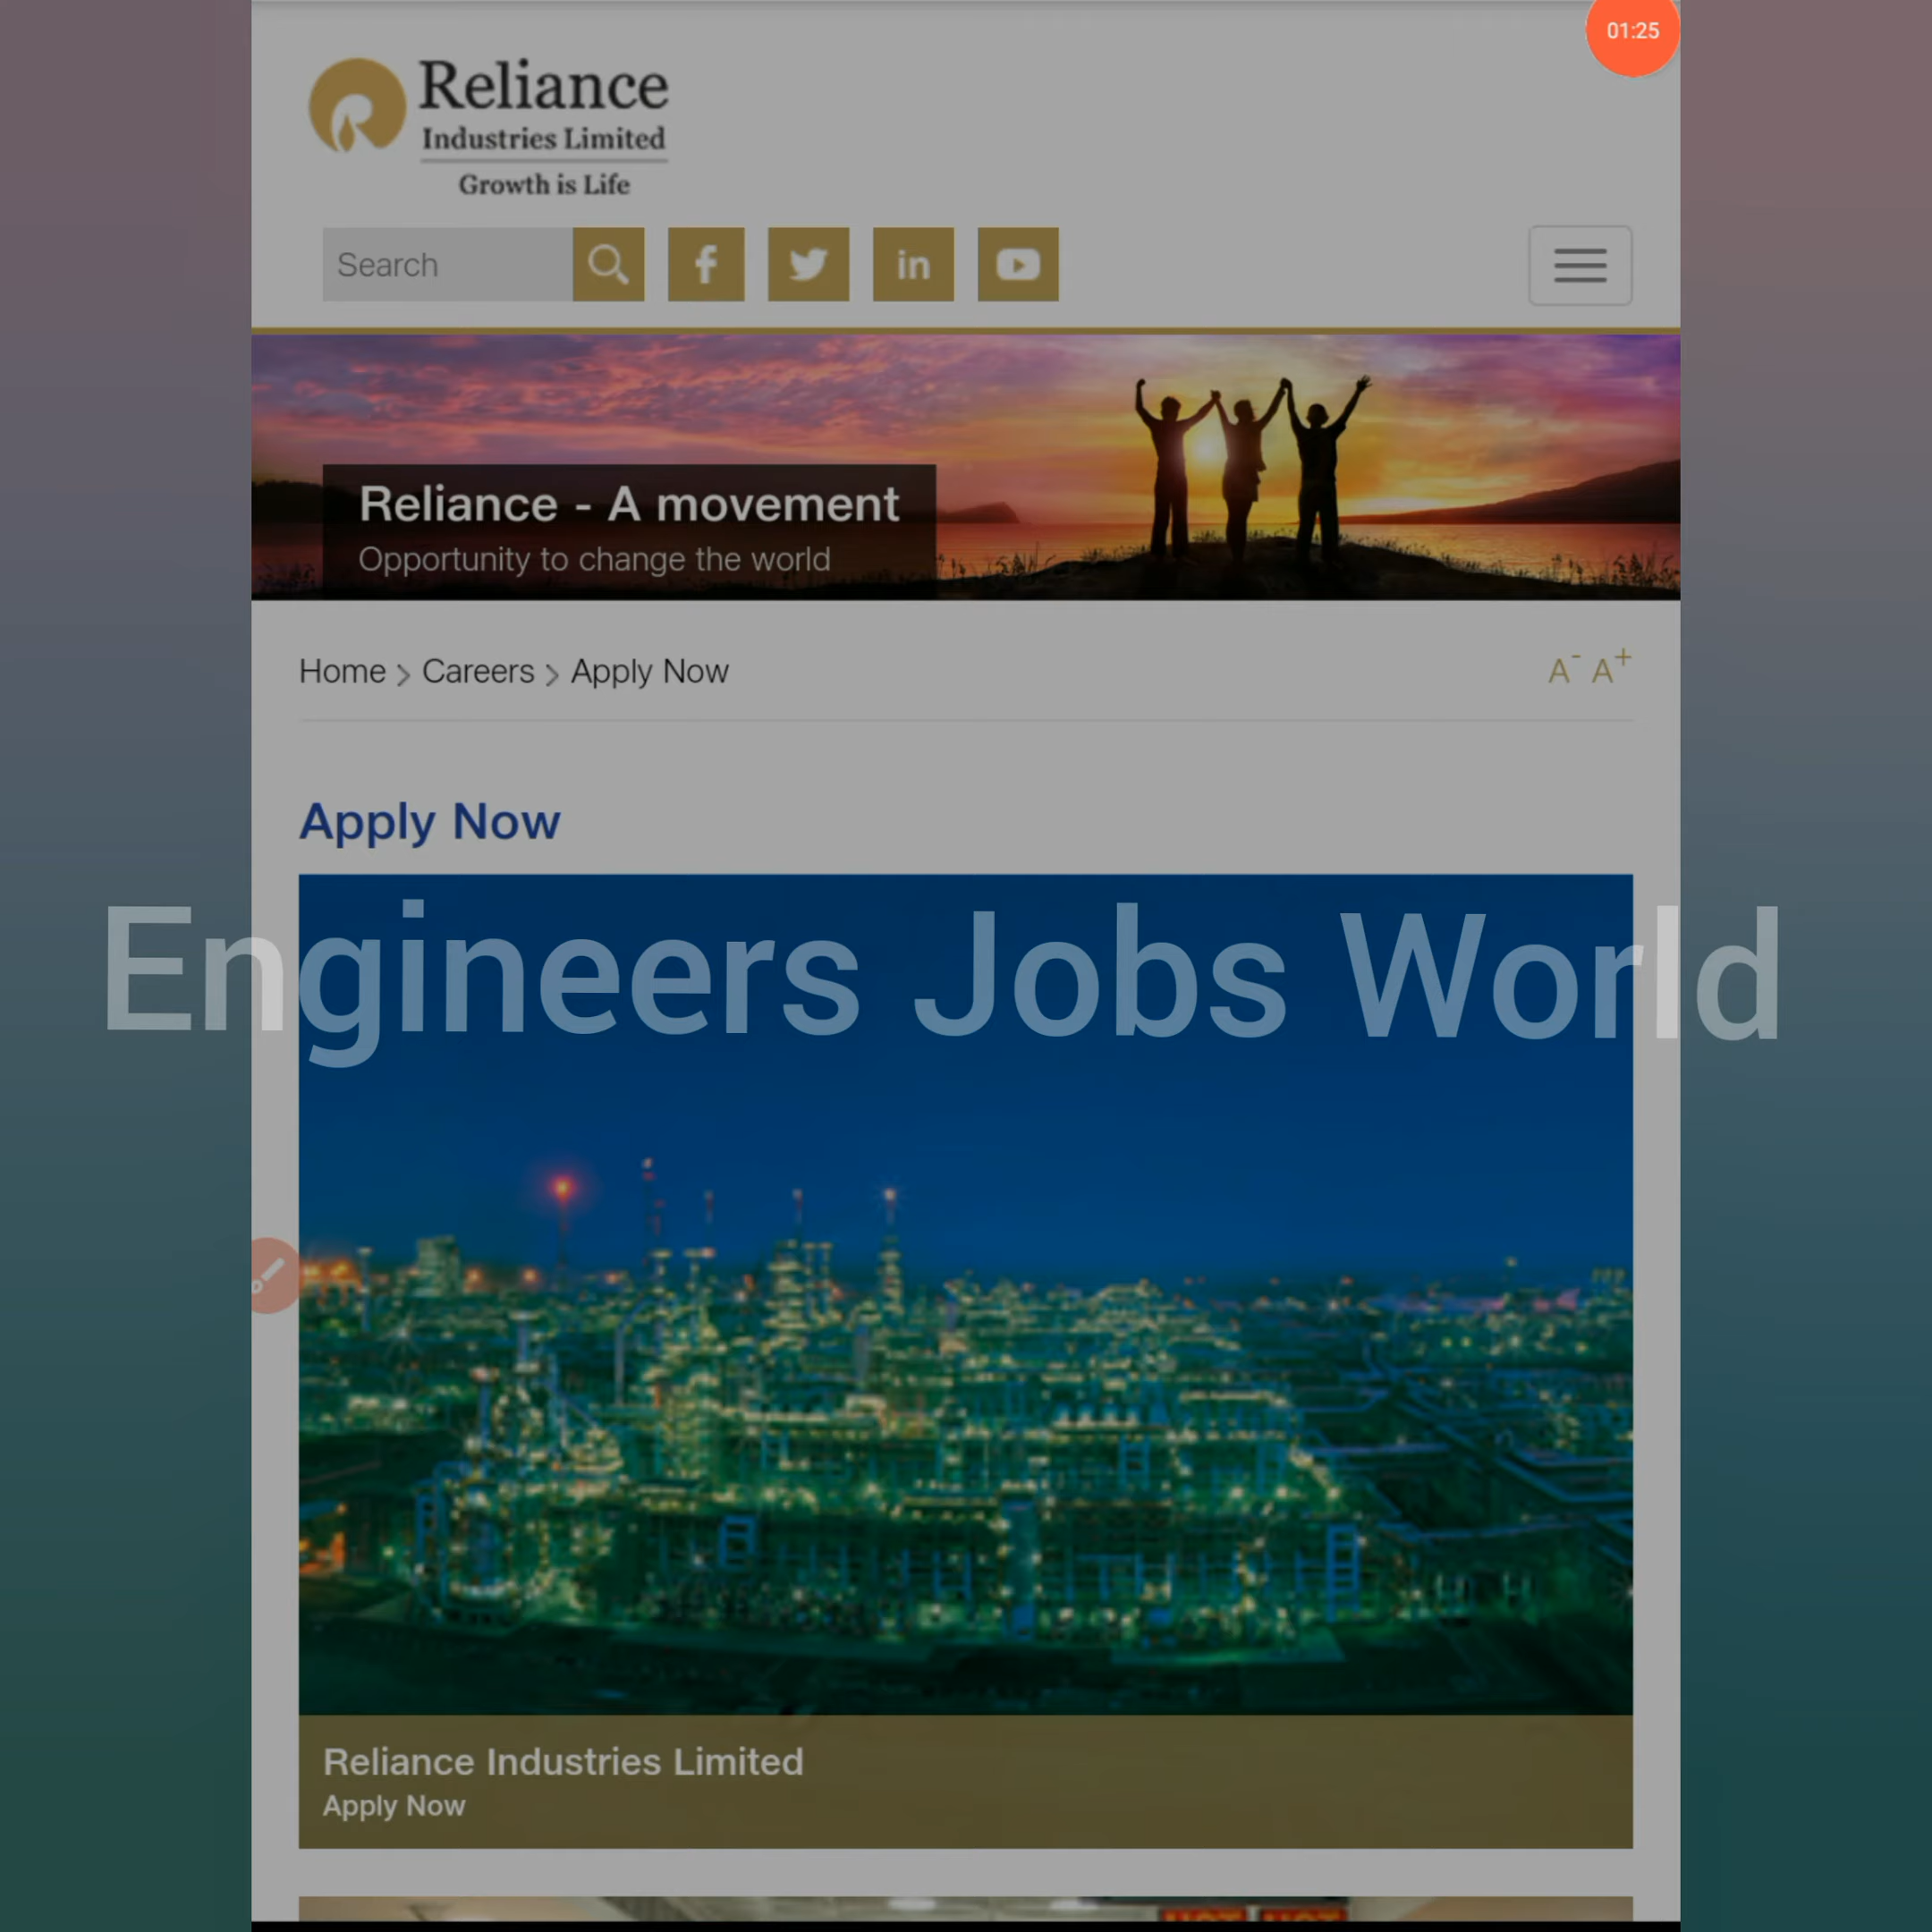 01:25
Reliance
Industries Limited
Growth is Life
Search
f
in
Reliance - A movement
Opportunity to change the world
Home > Careers > Apply Now
A- A+
Apply Now
Engineers Jobs World
Reliance Industries Limited
Apply Now